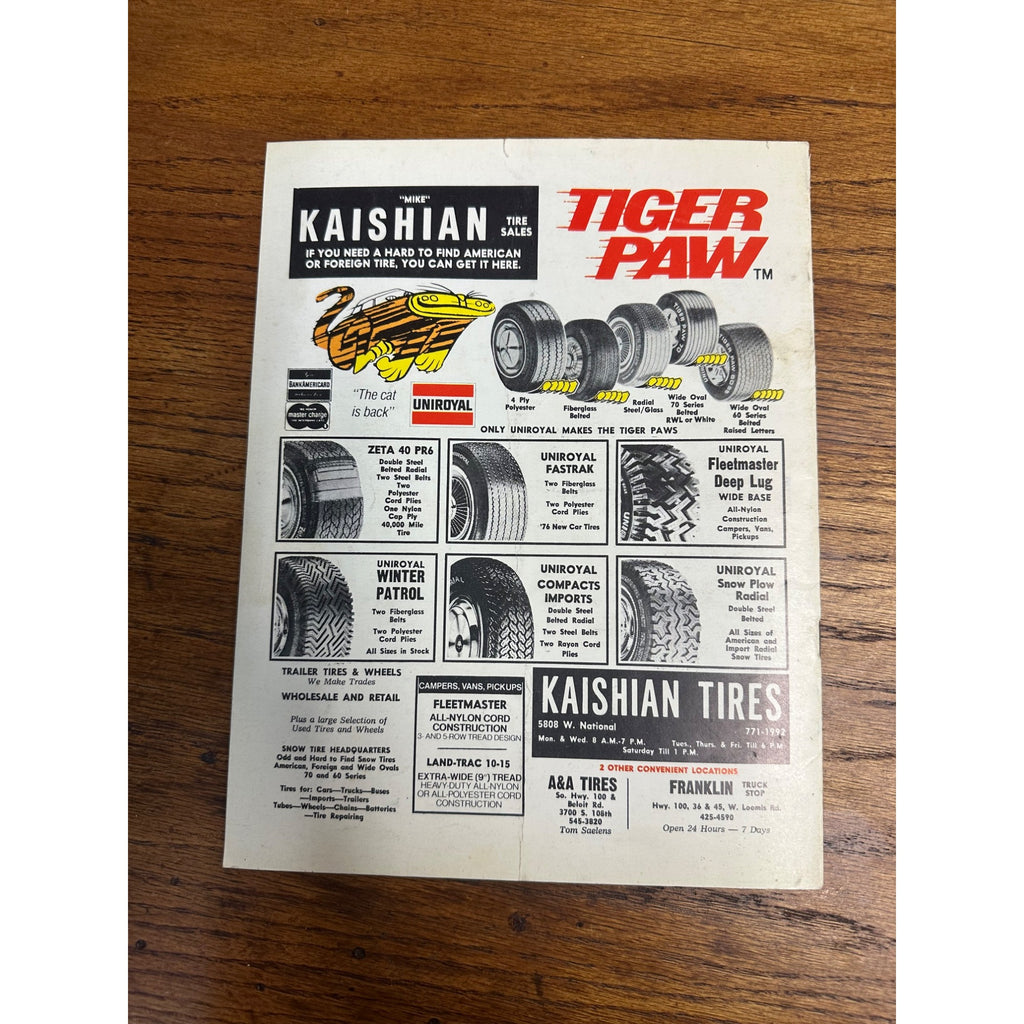 "MIKE"
KAISHIAN TIRE SALES
IF YOU NEED A HARD TO FIND AMERICAN
OR FOREIGN TIRE, YOU CAN GET IT HERE.
TIGER
PAW™
BANKAMERICARD
master charge
"The cat
is back"
UNIROYAL
4 Ply
Polyester
Fiberglass
Belted
Radial
Steel/Glass
Wide Oval
70 Series
Belted
RWL or White
Wide Oval
60 Series
Belted
Raised Letters
ONLY UNIROYAL MAKES THE TIGER PAWS
ZETA 40 PR6
Double Steel
Belted Radial
Two Steel Belts
Two
Polyester
Cord Plies
One Nylon
Cap Ply
40,000 Mile
Tire
UNIROYAL
FASTRAK
Two Fiberglass
Belts
Two Polyester
Cord Plies
'76 New Car Tires
UNIROYAL
Fleetmaster
Deep Lug
WIDE BASE
All-Nylon
Construction
Campers, Vans,
Pickups
UNIROYAL
WINTER
PATROL
Two Fiberglass
Belts
Two Polyester
Cord Plies
All Sizes in Stock
UNIROYAL
COMPACTS
IMPORTS
Double Steel
Belted Radial
Two Steel Belts
Two Rayon Cord
Plies
UNIROYAL
Snow Plow
Radial
Double Steel
Belted
All Sizes of
American and
Import Radial
Snow Tires
TRAILER TIRES & WHEELS
We Make Trades
WHOLESALE AND RETAIL
Plus a large Selection of
Used Tires and Wheels
SNOW TIRE HEADQUARTERS
Odd and Hard to Find Snow Tires
American, Foreign and Wide Ovals
70 and 60 Series
Tires for: Cars—Trucks—Buses
—Imports—Trailers
Tubes—Wheels—Chains—Batteries
—Tire Repairing
CAMPERS, VANS, PICKUPS
FLEETMASTER
ALL-NYLON CORD
CONSTRUCTION
3- AND 5-ROW TREAD DESIGN
LAND-TRAC 10-15
EXTRA-WIDE (9") TREAD
HEAVY-DUTY ALL-NYLON
OR ALL-POLYESTER CORD
CONSTRUCTION
KAISHIAN TIRES
5808 W. National 771-1992
Mon. & Wed. 8 A.M.-7 P.M. Tues., Thurs. & Fri. Till 6 P.M
Saturday Till 1 P.M.
2 OTHER CONVENIENT LOCATIONS
A&A TIRES
So. Hwy. 100 &
Beloit Rd.
3700 S. 108th
545-3820
Tom Saelens
FRANKLIN TRUCK STOP
Hwy. 100, 36 & 45, W. Loomis Rd.
425-4590
Open 24 Hours — 7 Days